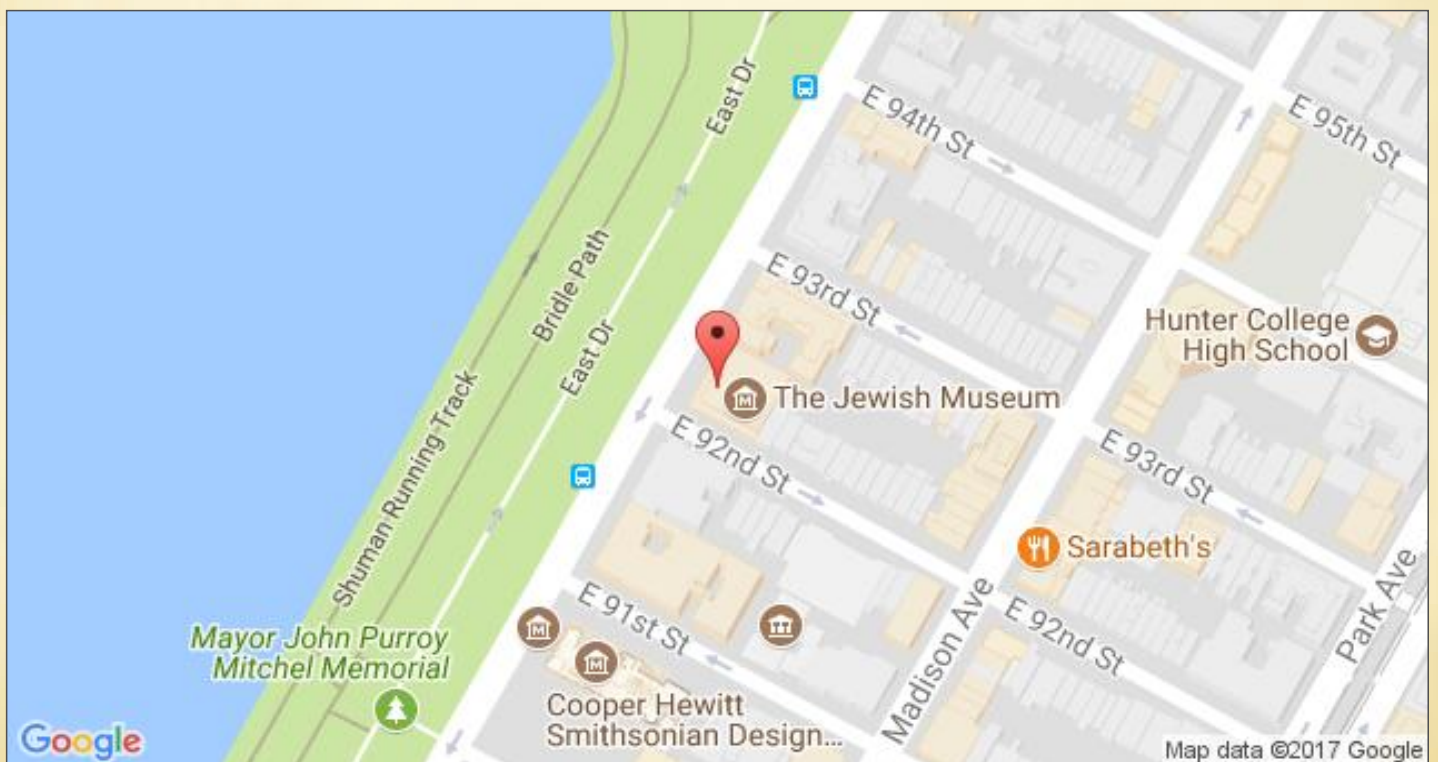 East Dr
E 94th St
E 95th St
Bridle Path
E 93rd St
Hunter College
High School
East Dr
The Jewish Museum
Shuman Running Track
E 92nd St
E 93rd St
Sarabeth's
Park Ave
E 91st St
Madison Ave
E 92nd St
Mayor John Purroy
Mitchel Memorial
Cooper Hewitt
Smithsonian Design...
Google
Map data ©2017 Google